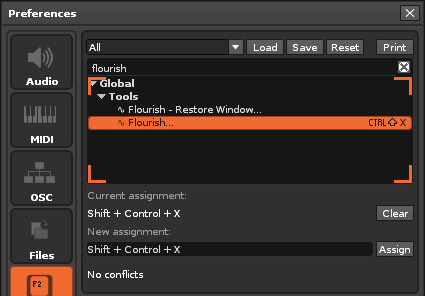 Preferences
All
Load
Save
Reset
Print
flourish
Global
Tools
Flourish - Restore Window...
Flourish... CTRL⇧ X
Current assignment:
Shift + Control + X
Clear
New assignment:
Shift + Control + X
Assign
No conflicts
Audio
MIDI
OSC
Files
F2